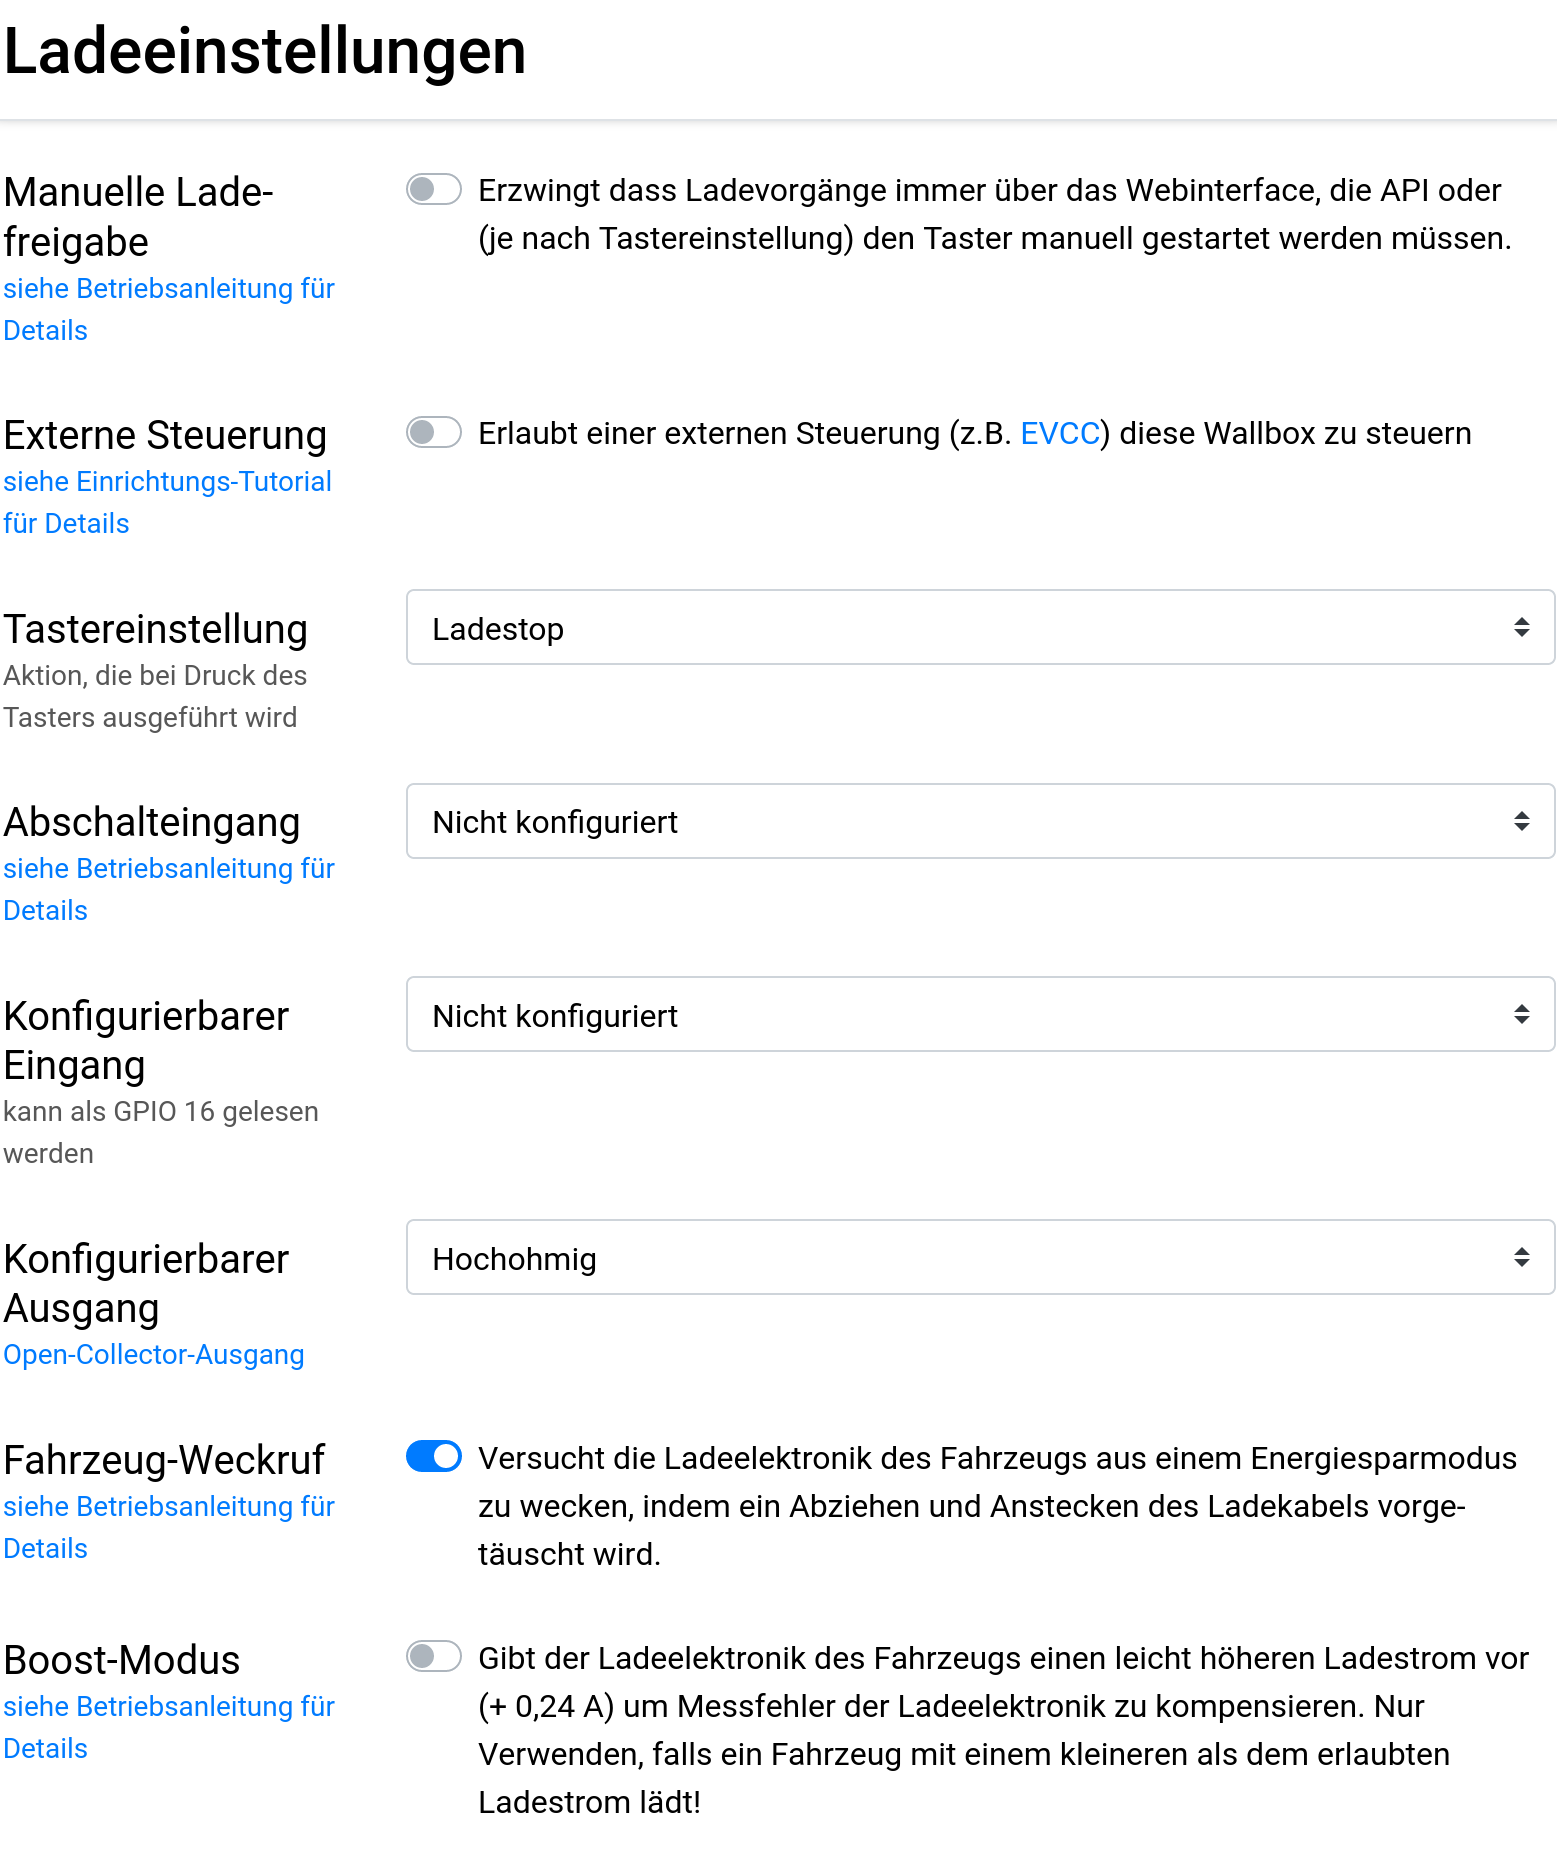 Ladeeinstellungen
Manuelle Lade-
freigabe
siehe Betriebsanleitung für
Details
Erzwingt dass Ladevorgänge immer über das Webinterface, die API oder
(je nach Tastereinstellung) den Taster manuell gestartet werden müssen.
Externe Steuerung
siehe Einrichtungs-Tutorial
für Details
Erlaubt einer externen Steuerung (z.B. EVCC) diese Wallbox zu steuern
Tastereinstellung
Aktion, die bei Druck des
Tasters ausgeführt wird
Ladestop
Abschalteingang
siehe Betriebsanleitung für
Details
Nicht konfiguriert
Konfigurierbarer
Eingang
kann als GPIO 16 gelesen
werden
Nicht konfiguriert
Konfigurierbarer
Ausgang
Open-Collector-Ausgang
Hochohmig
Fahrzeug-Weckruf
siehe Betriebsanleitung für
Details
Versucht die Ladeelektronik des Fahrzeugs aus einem Energiesparmodus
zu wecken, indem ein Abziehen und Anstecken des Ladekabels vorge-
täuscht wird.
Boost-Modus
siehe Betriebsanleitung für
Details
Gibt der Ladeelektronik des Fahrzeugs einen leicht höheren Ladestrom vor
(+ 0,24 A) um Messfehler der Ladeelektronik zu kompensieren. Nur
Verwenden, falls ein Fahrzeug mit einem kleineren als dem erlaubten
Ladestrom lädt!